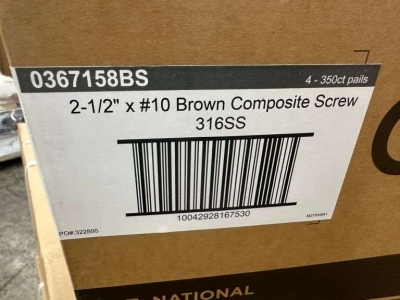 0367158BS
4 - 350ct pails
2-1/2" x #10 Brown Composite Screw
316SS
10042928167530
PO#:322895
NATIONAL